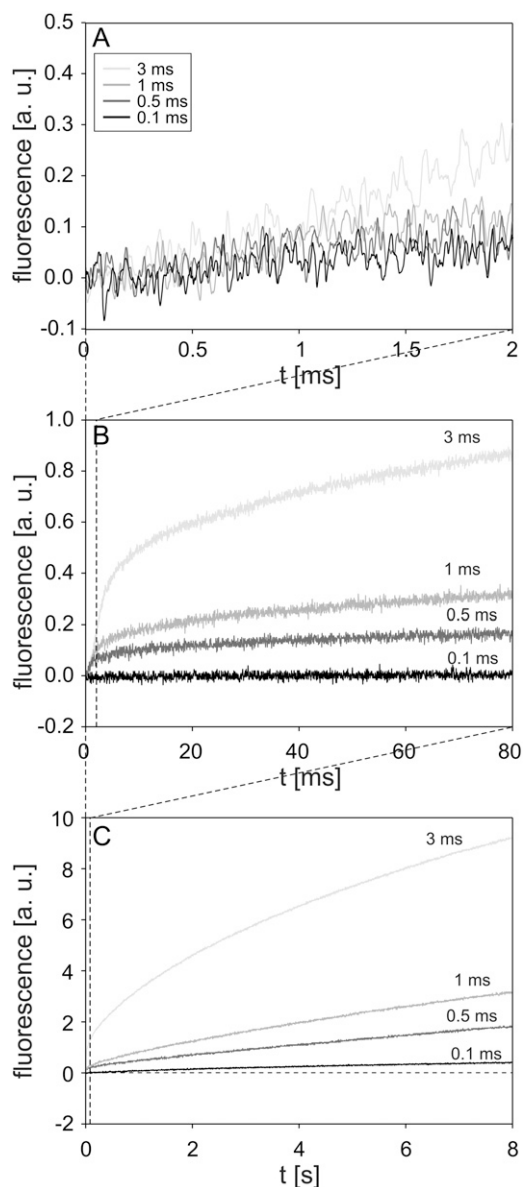 A
fluorescence [a. u.]
0.5
0.4
0.3
0.2
0.1
0.0
-0.1
3 ms
1 ms
0.5 ms
0.1 ms
0 0.5 1 1.5 2
t [ms]
B
fluorescence [a. u.]
1.0
0.8
0.6
0.4
0.2
0.0
-0.2
3 ms
1 ms
0.5 ms
0.1 ms
0 20 40 60 80
t [ms]
C
fluorescence [a. u.]
10
8
6
4
2
0
-2
3 ms
1 ms
0.5 ms
0.1 ms
0 2 4 6 8
t [s]